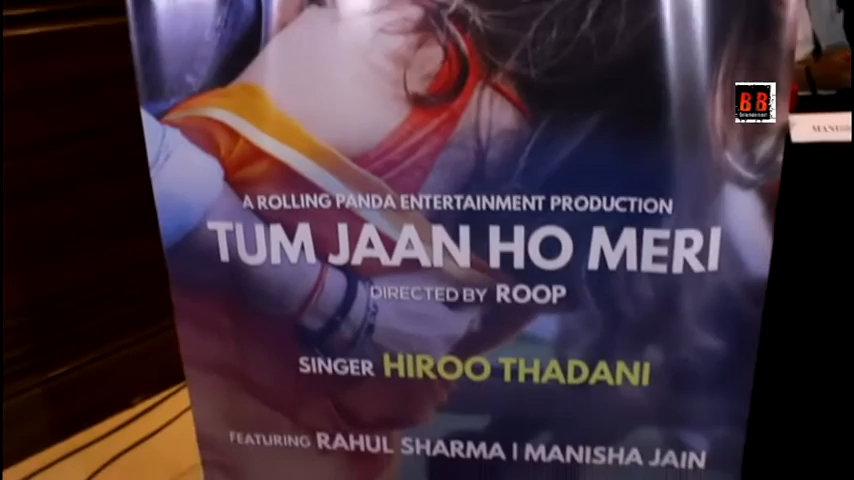 BB
Entertainment
A ROLLING PANDA ENTERTAINMENT PRODUCTION
TUM JAAN HO MERI
DIRECTED BY ROOP
SINGER HIROO THADANI
FEATURING RAHUL SHARMA | MANISHA JAIN